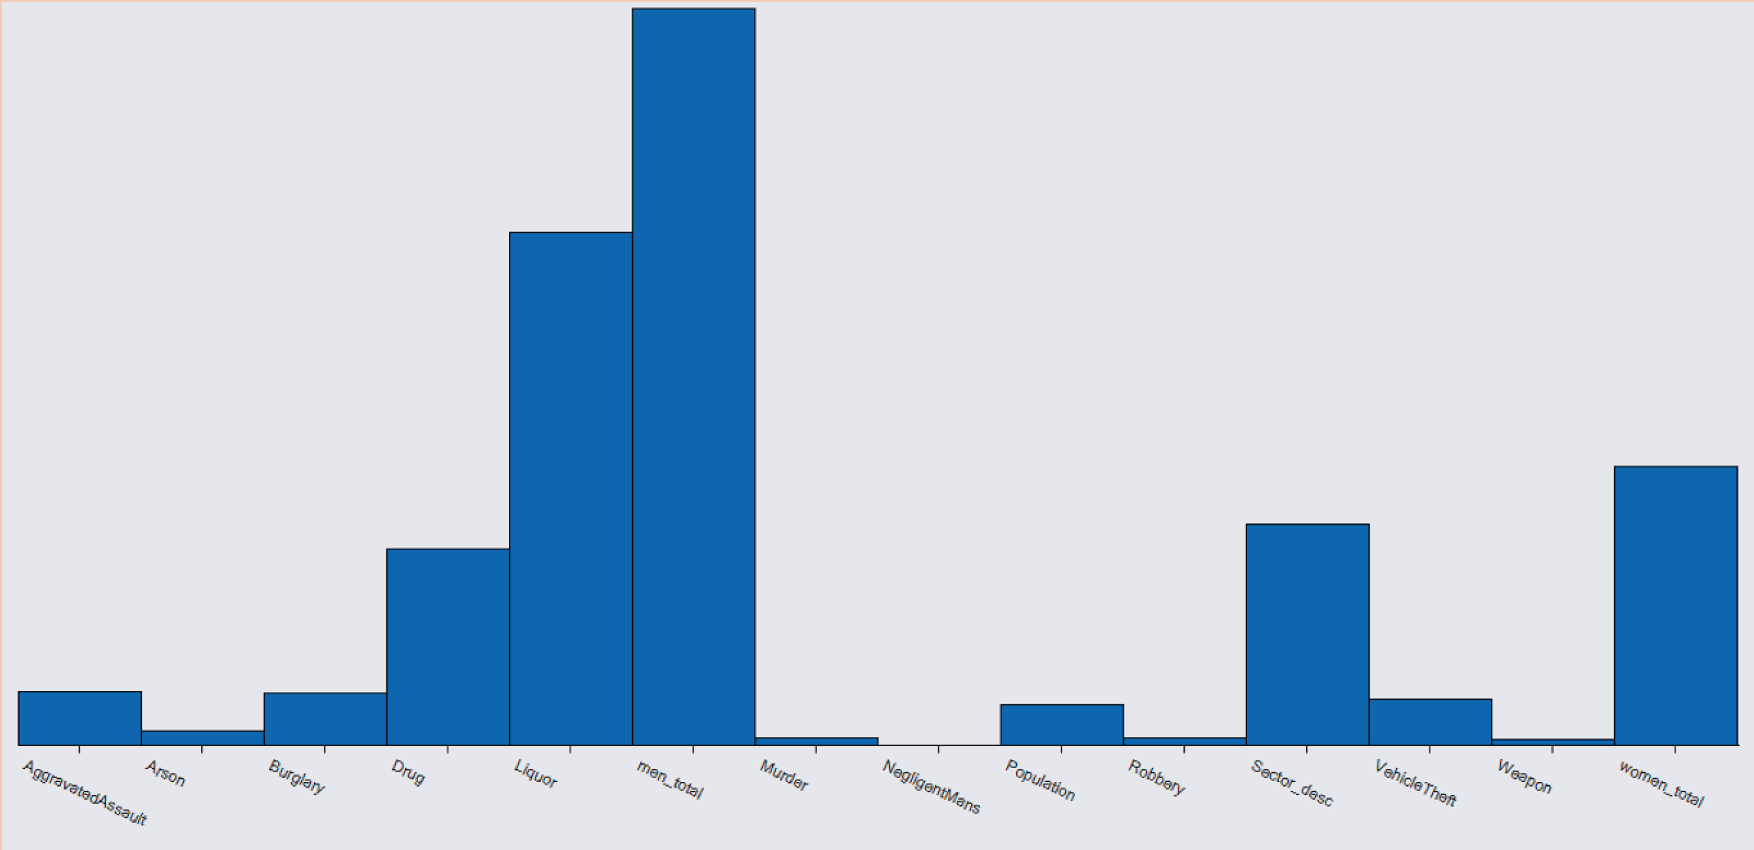 AggravatedAssault
Arson
Burglary
Drug
Liquor
men_total
Murder
NegligentMans
Population
Robbery
Sector_desc
VehicleTheft
Weapon
women_total